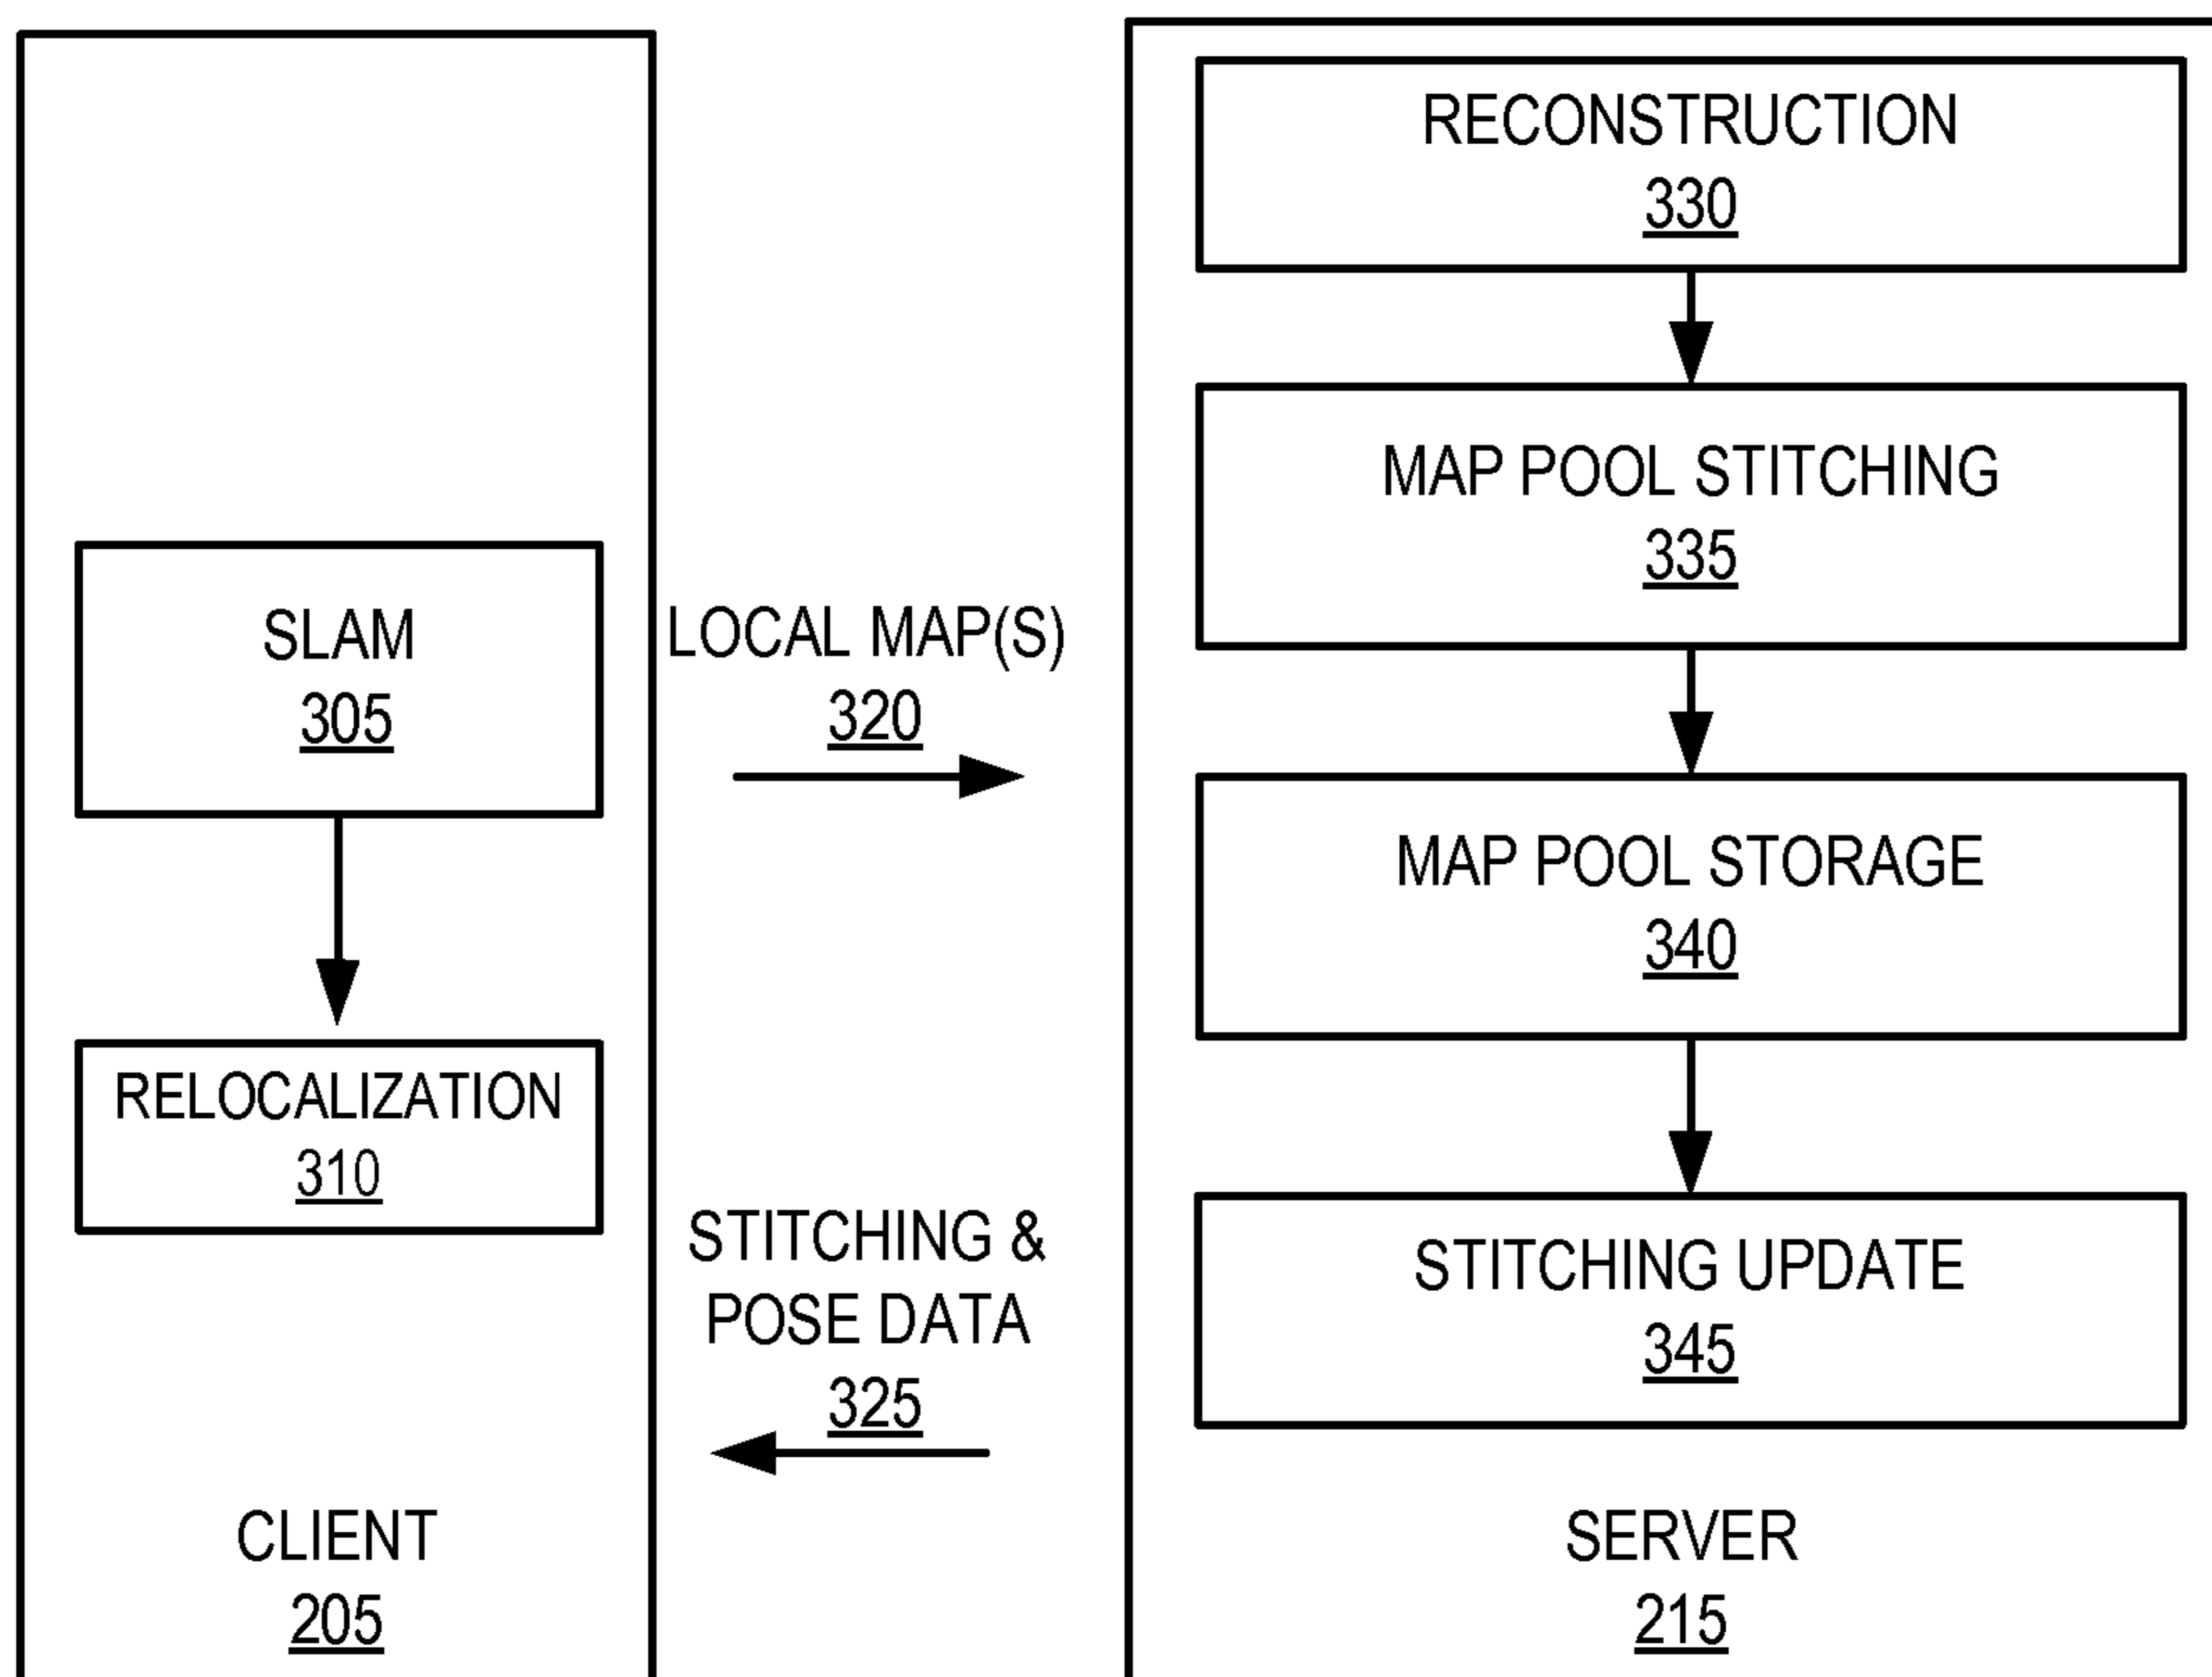 SLAM
305
RELOCALIZATION
310
CLIENT
205
LOCAL MAP(S)
320
STITCHING &
POSE DATA
325
RECONSTRUCTION
330
MAP POOL STITCHING
335
MAP POOL STORAGE
340
STITCHING UPDATE
345
SERVER
215